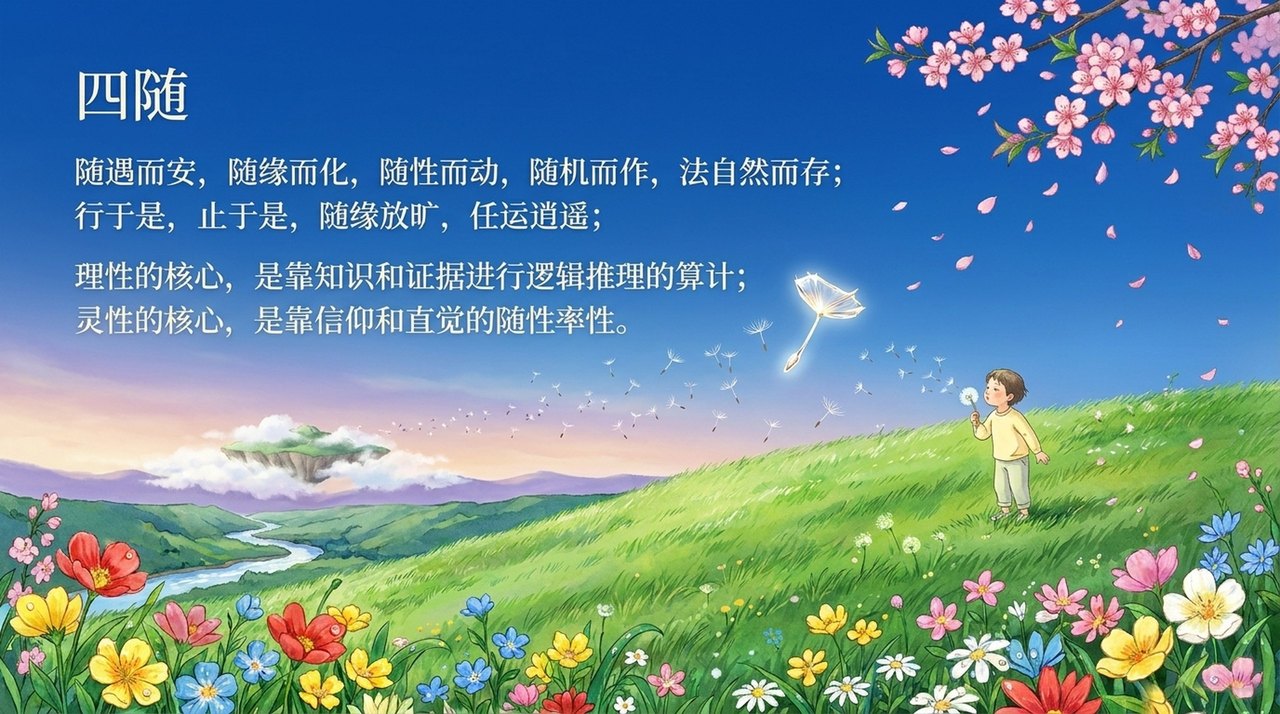 四随
随遇而安，随缘而化，随性而动，随机而作，法自然而存；
行于是，止于是，随缘放旷，任运逍遥；
理性的核心，是靠知识和证据进行逻辑推理的算计；
灵性的核心，是靠信仰和直觉的随性率性。